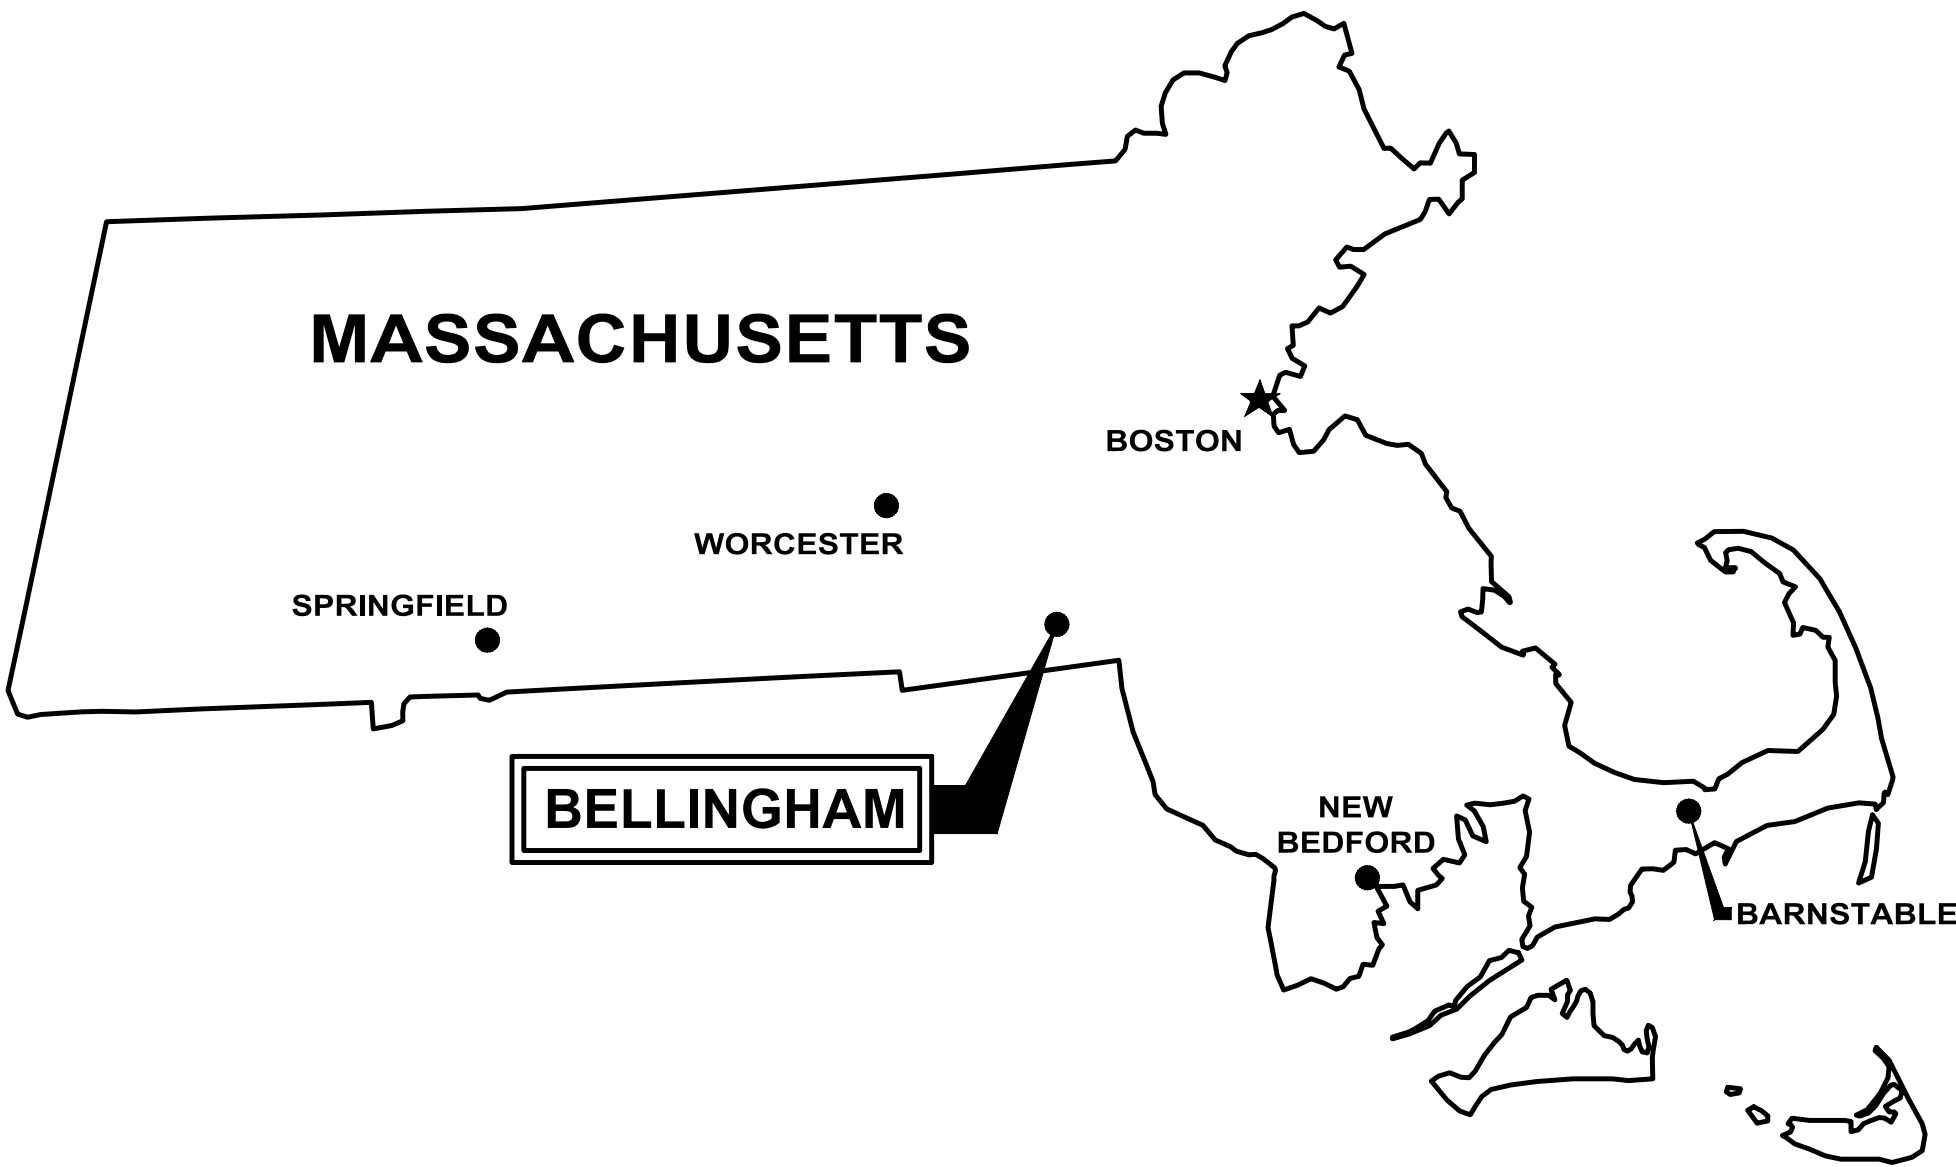 MASSACHUSETTS
BOSTON
WORCESTER
SPRINGFIELD
BELLINGHAM
NEW
BEDFORD
BARNSTABLE